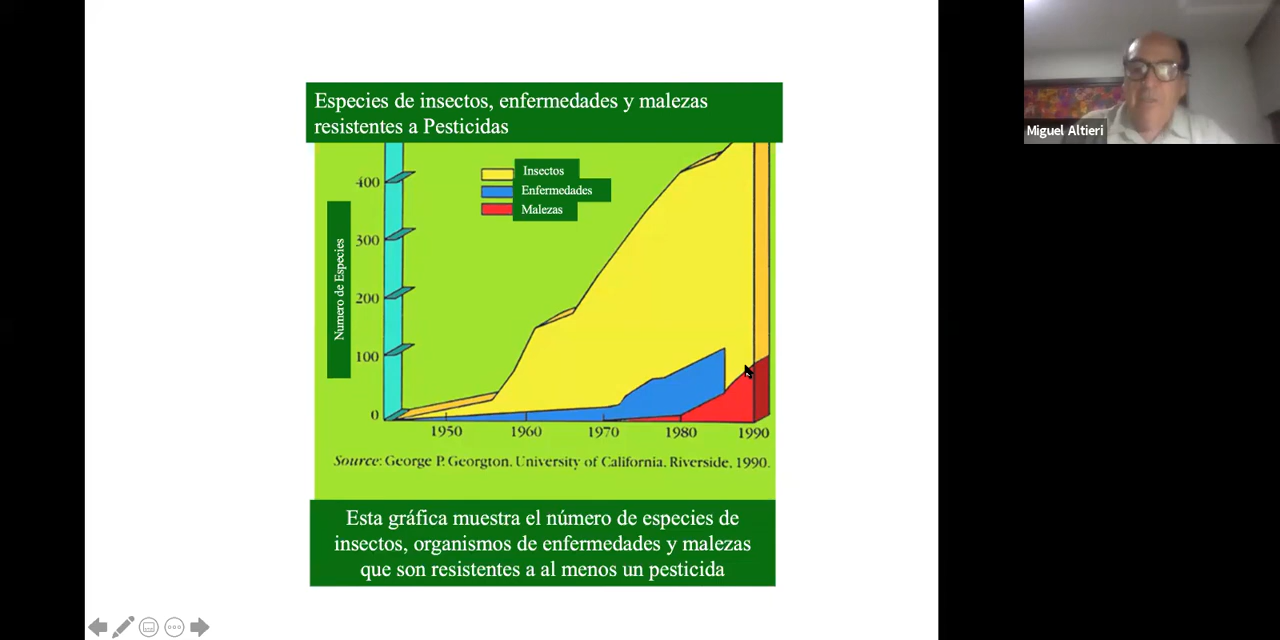 Especies de insectos, enfermedades y malezas
resistentes a Pesticidas
Miguel Altieri
Insectos
Enfermedades
Malezas
Numero de Especies
400
300
200
100
0
1950 1960 1970 1980 1990
Source: George P. Georgton. University of California. Riverside, 1990.
Esta gráfica muestra el número de especies de
insectos, organismos de enfermedades y malezas
que son resistentes a al menos un pesticida